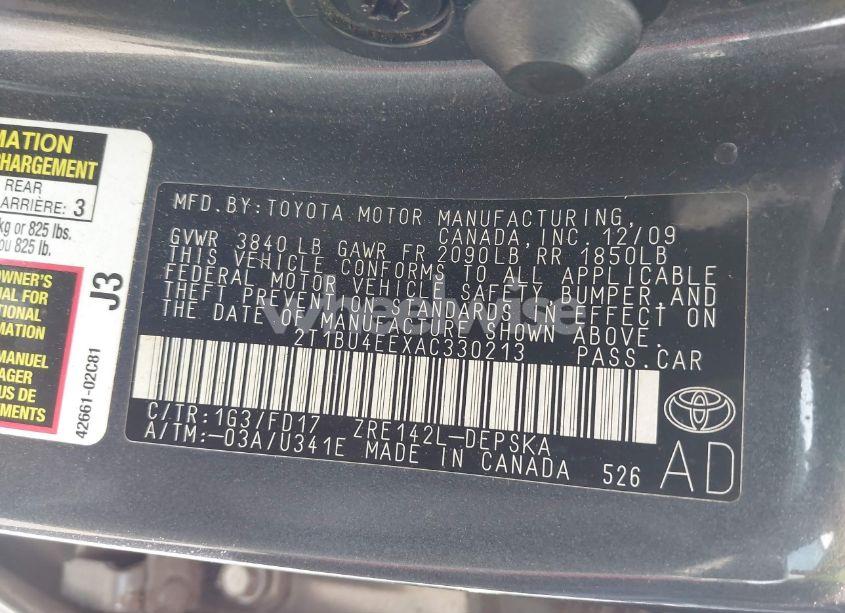 MATION
CHARGEMENT
REAR
ARRIÈRE: 3
kg or 825 lbs.
ou 825 lb.
OWNER'S
UAL FOR
TIONAL
RMATION
MANUEL
AGER
US DE
EMENTS
J3
42661-02C81
MFD. BY: TOYOTA MOTOR MANUFACTURING,
CANADA, INC. 12/09
GVWR 3840 LB GAWR FR 2090LB, RR 1850LB
THIS VEHICLE CONFORMS TO ALL APPLICABLE
FEDERAL MOTOR VEHICLE SAFETY, BUMPER, AND
THEFT PREVENTION STANDARDS IN EFFECT ON
THE DATE OF MANUFACTURE SHOWN ABOVE.
2T1BU4EEXAC330213 PASS.CAR
C/TR:1G3/FD17 ZRE142L-DEPSKA
A/TM:-03A/U341E MADE IN CANADA 526
AD